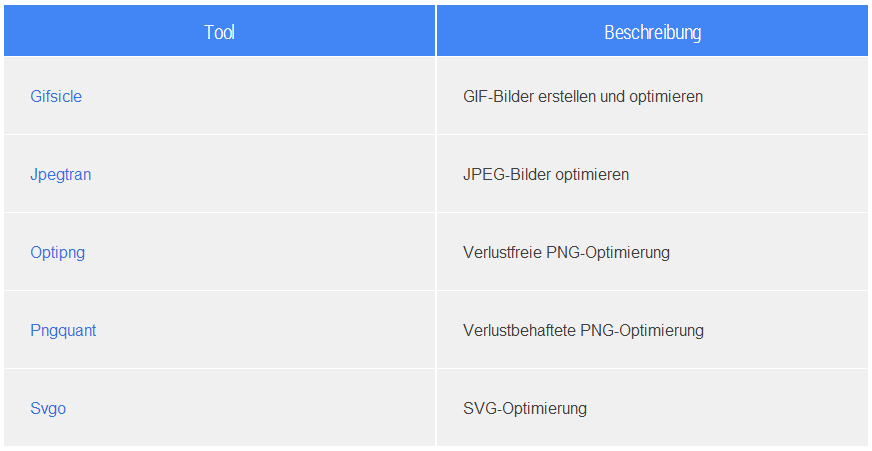 Tool Beschreibung
Gifsicle GIF-Bilder erstellen und optimieren
Jpegtran JPEG-Bilder optimieren
Optipng Verlustfreie PNG-Optimierung
Pngquant Verlustbehaftete PNG-Optimierung
Svgo SVG-Optimierung